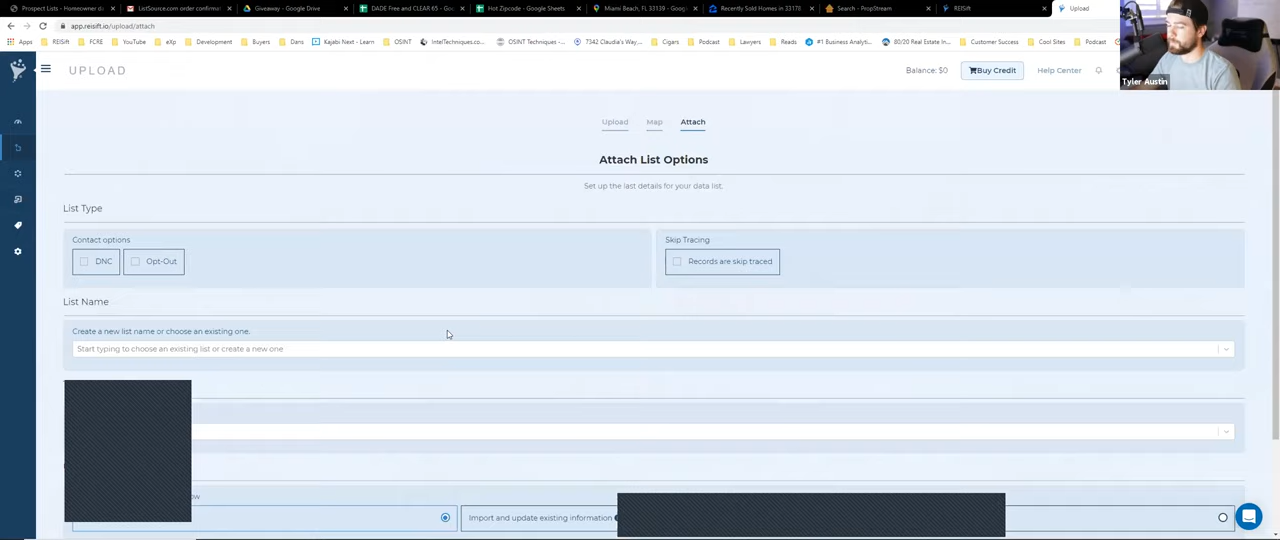 Prospect Lists - Homeowner da
ListSource.com order confirma
Giveaway - Google Drive
DADE Free and CLEAR 65 - Goo
Hot Zipcode - Google Sheets
Miami Beach, FL 33139 - Googl
Recently Sold Homes in 33178
Search - PropStream
REISift
Upload
app.reisift.io/upload/attach
Apps
REISift
FCRE
YouTube
eXp
Development
Buyers
Dans
Kajabi Next – Learn
OSINT
IntelTechniques.co...
OSINT Techniques -...
7342 Claudia's Way...
Cigars
Podcast
Lawyers
Reads
#1 Business Analyti...
80/20 Real Estate In...
Customer Success
Cool Sites
Podcast
UPLOAD
Balance: $0
Buy Credit
Help Center
Tyler Austin
Upload
Map
Attach
Attach List Options
Set up the last details for your data list.
List Type
Contact options
DNC
Opt-Out
Skip Tracing
Records are skip traced
List Name
Create a new list name or choose an existing one.
Start typing to choose an existing list or create a new one
Import and update existing information